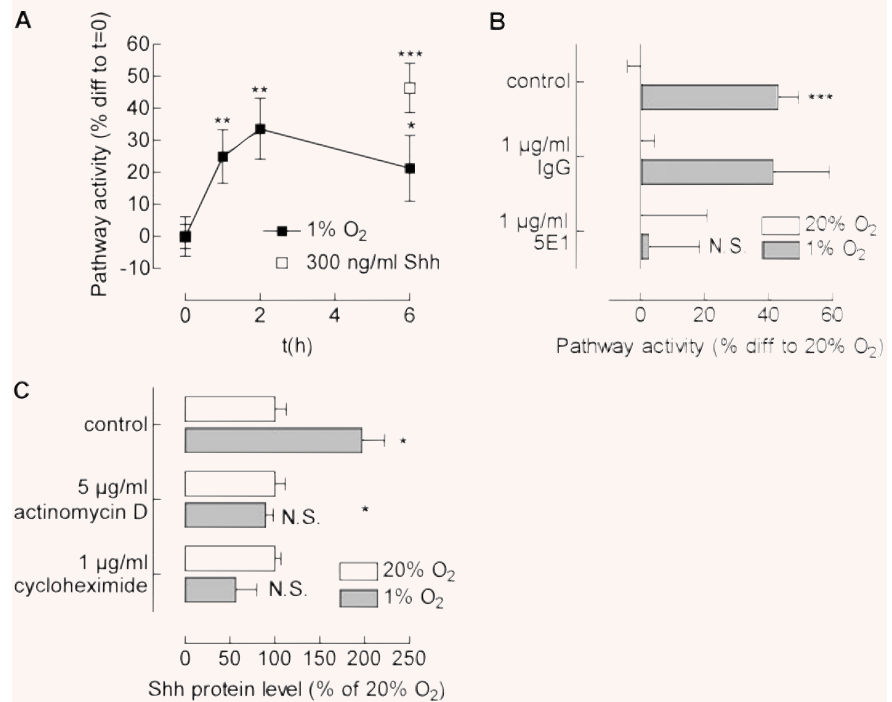 A
Pathway activity (% diff to t=0)
60
50
40
30
20
10
0
-10
**
**
***
*
1% O₂
300 ng/ml Shh
0
2
4
6
t(h)
B
control
1 µg/ml
IgG
1 µg/ml
5E1
***
N.S.
20% O₂
1% O₂
0
20
40
60
Pathway activity (% diff to 20% O₂)
C
control
5 µg/ml
actinomycin D
1 µg/ml
cycloheximide
*
N.S.
*
N.S.
20% O₂
1% O₂
0
50
100
150
200
250
Shh protein level (% of 20% O₂)